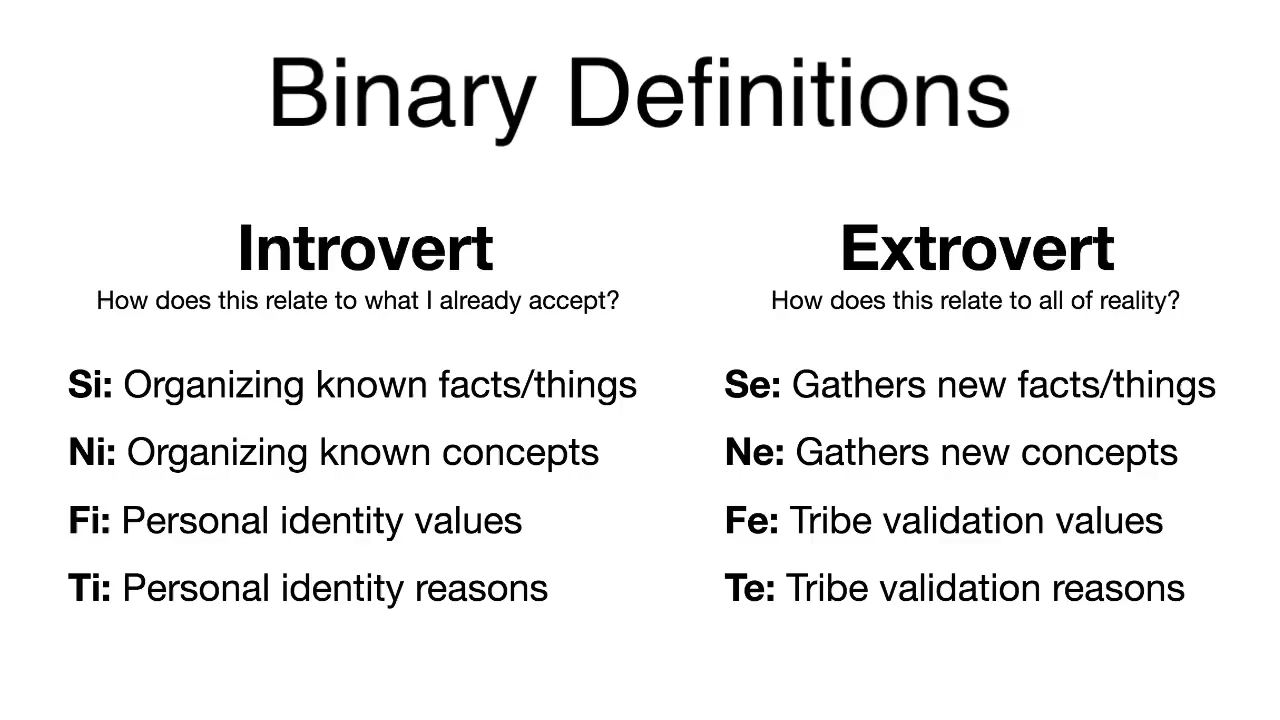 Binary Definitions
Introvert
How does this relate to what I already accept?
Si: Organizing known facts/things
Ni: Organizing known concepts
Fi: Personal identity values
Ti: Personal identity reasons
Extrovert
How does this relate to all of reality?
Se: Gathers new facts/things
Ne: Gathers new concepts
Fe: Tribe validation values
Te: Tribe validation reasons